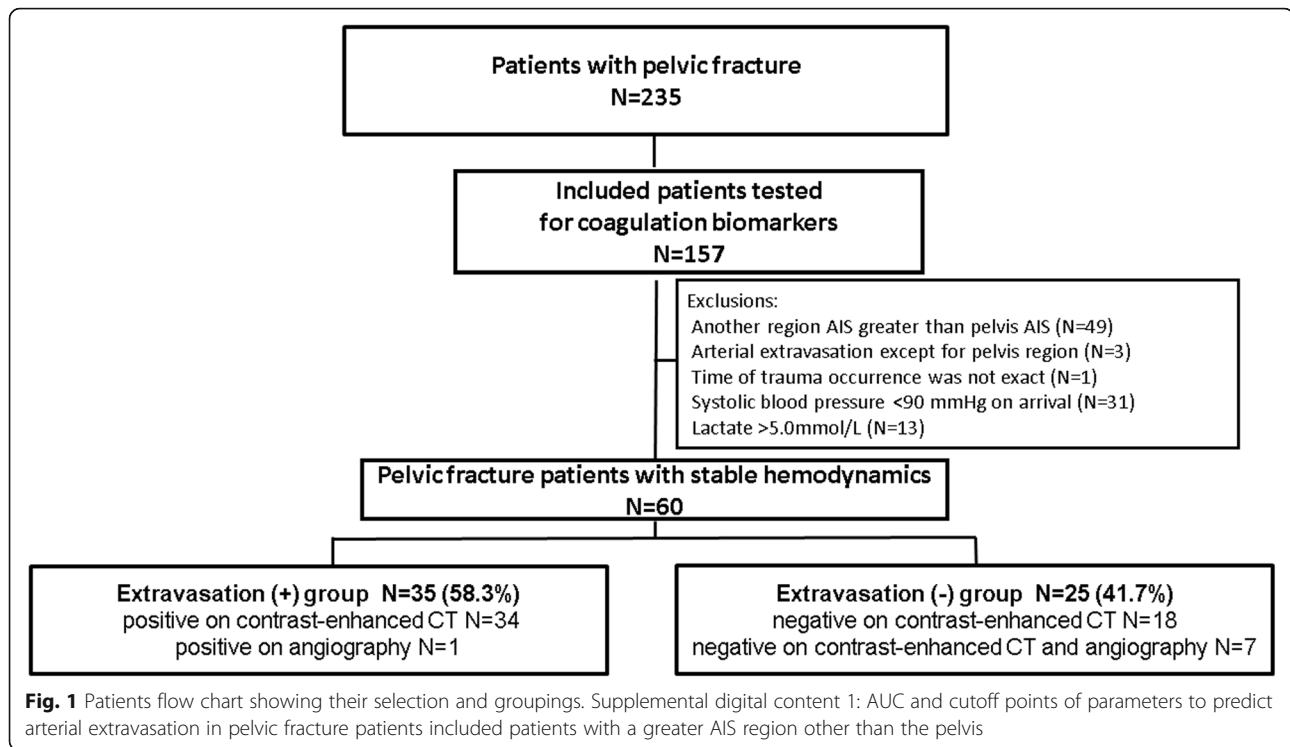 Patients with pelvic fracture
N=235
Included patients tested
for coagulation biomarkers
N=157
Exclusions:
Another region AIS greater than pelvis AIS (N=49)
Arterial extravasation except for pelvis region (N=3)
Time of trauma occurrence was not exact (N=1)
Systolic blood pressure <90 mmHg on arrival (N=31)
Lactate >5.0mmol/L (N=13)
Pelvic fracture patients with stable hemodynamics
N=60
Extravasation (+) group N=35 (58.3%)
positive on contrast-enhanced CT N=34
positive on angiography N=1
Extravasation (-) group N=25 (41.7%)
negative on contrast-enhanced CT N=18
negative on contrast-enhanced CT and angiography N=7
Fig. 1 Patients flow chart showing their selection and groupings. Supplemental digital content 1: AUC and cutoff points of parameters to predict
arterial extravasation in pelvic fracture patients included patients with a greater AIS region other than the pelvis